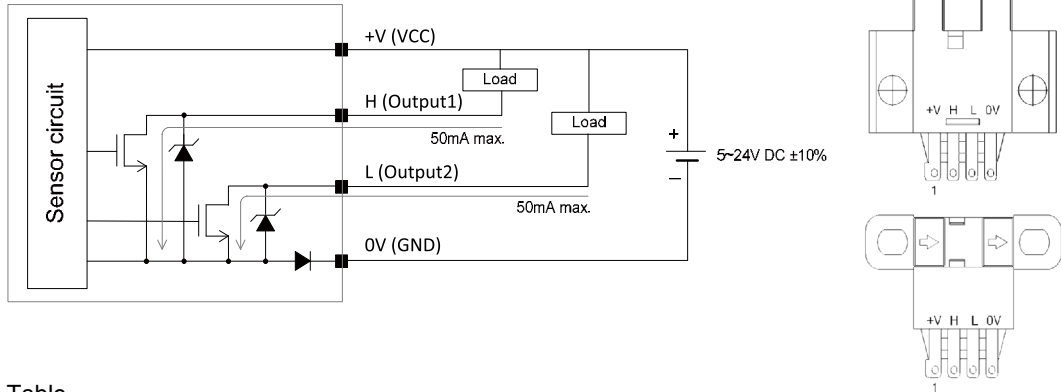 Sensor circuit
+V (VCC)
Load
H (Output1)
50mA max.
Load
L (Output2)
50mA max.
0V (GND)
+
−
5~24V DC ±10%
+V H L 0V
1
+V H L 0V
1
Table